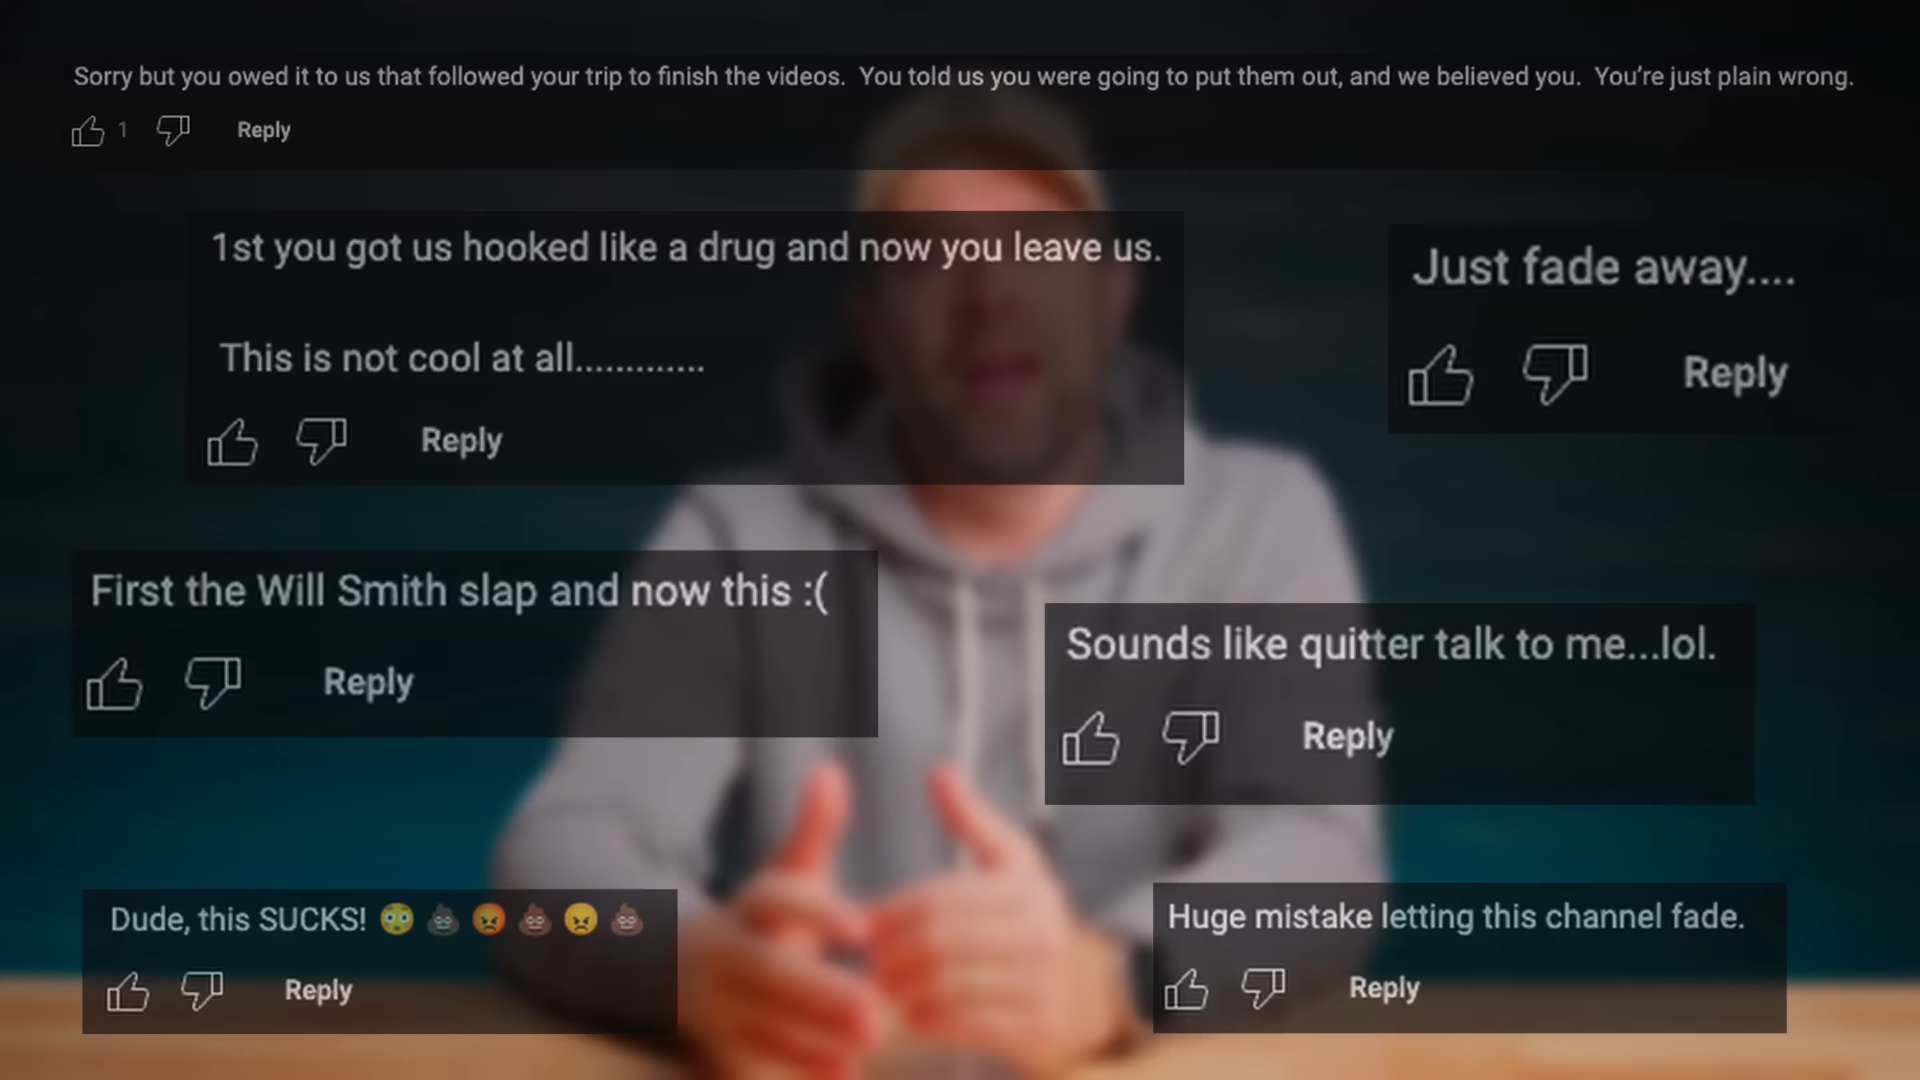 Sorry but you owed it to us that followed your trip to finish the videos.  You told us you were going to put them out, and we believed you.  You’re just plain wrong.
1 Reply
1st you got us hooked like a drug and now you leave us.
This is not cool at all.............
Reply
Just fade away....
Reply
First the Will Smith slap and now this :(
Reply
Sounds like quitter talk to me...lol.
Reply
Dude, this SUCKS! 😳 💩 😡 💩 😠 💩
Reply
Huge mistake letting this channel fade.
Reply